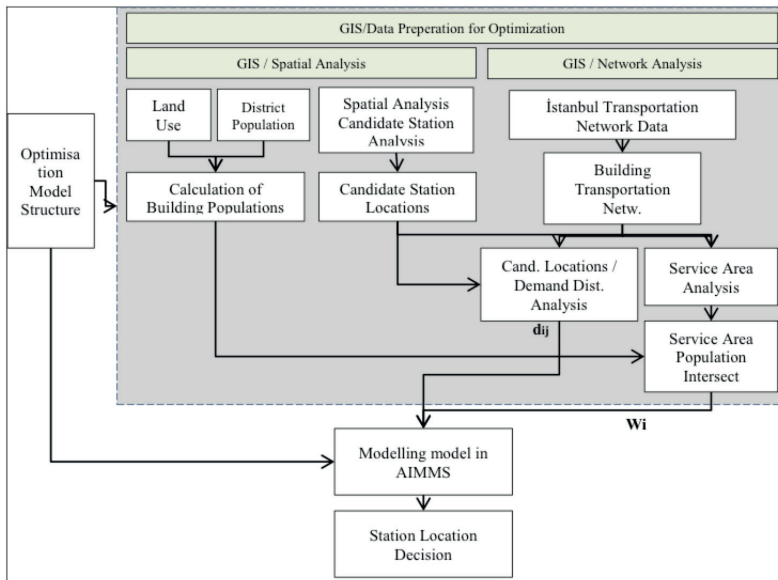 GIS/Data Preperation for Optimization
GIS / Spatial Analysis
GIS / Network Analysis
Land
Use
District
Population
Spatial Analysis
Candidate Station
Analysis
İstanbul Transportation
Network Data
Optimisa
tion
Model
Structure
Calculation of
Building Populations
Candidate Station
Locations
Building
Transportation
Netw.
Cand. Locations /
Demand Dist.
Analysis
Service Area
Analysis
dij
Service Area
Population
Intersect
Wi
Modelling model in
AIMMS
Station Location
Decision